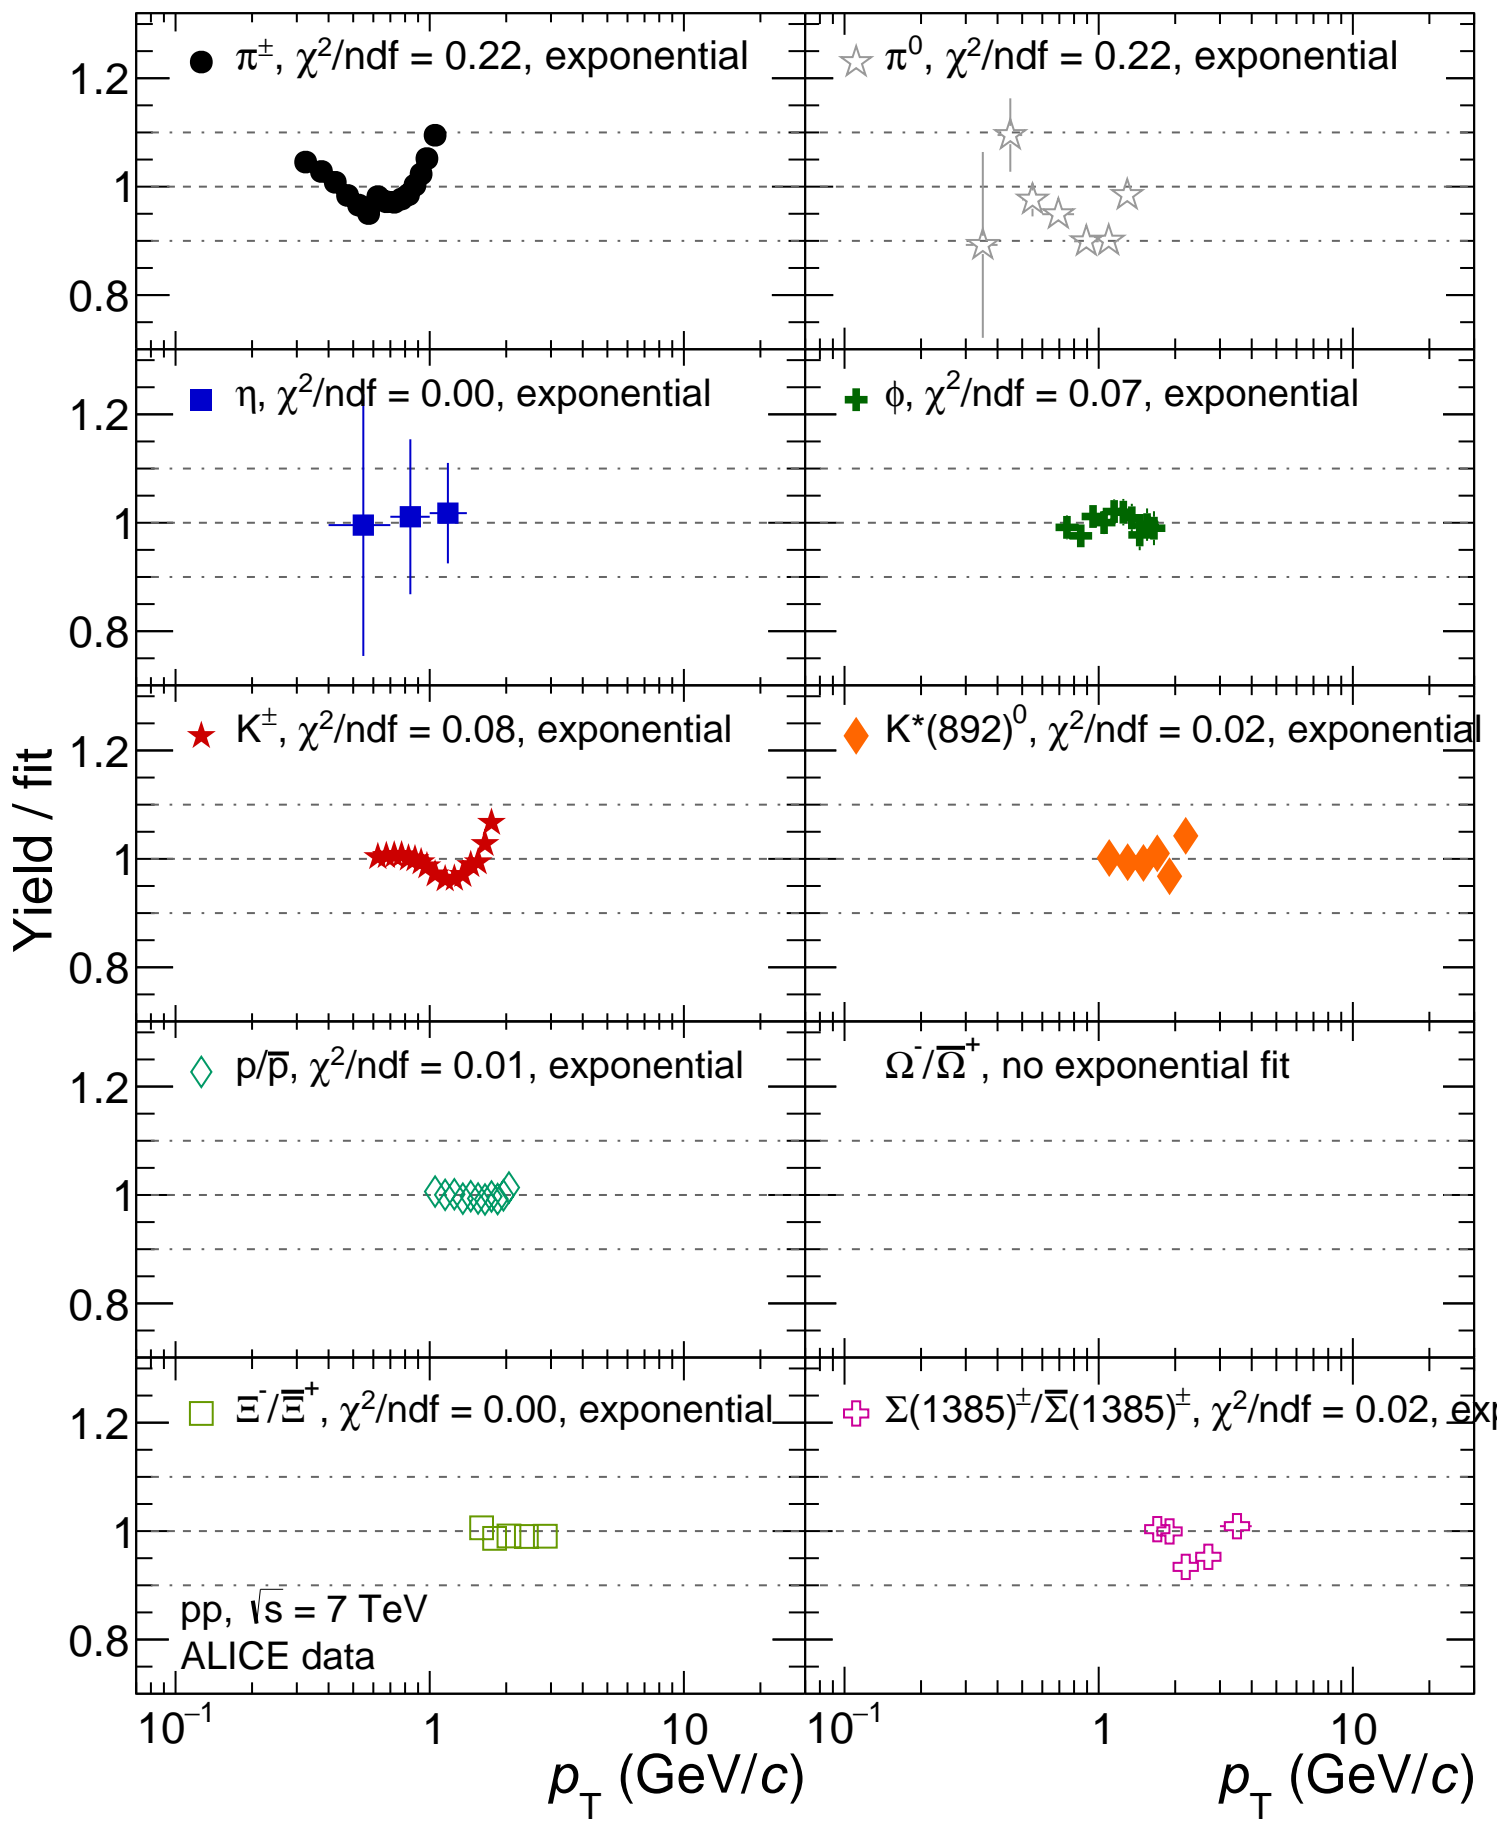 π±, χ²/ndf = 0.22, exponential
π⁰, χ²/ndf = 0.22, exponential
1.2
1
0.8
η, χ²/ndf = 0.00, exponential
ϕ, χ²/ndf = 0.07, exponential
1.2
1
0.8
K±, χ²/ndf = 0.08, exponential
K*(892)⁰, χ²/ndf = 0.02, exponential
1.2
1
0.8
Yield / fit
p/p̅, χ²/ndf = 0.01, exponential
Ω⁻/Ω̅⁺, no exponential fit
1.2
1
0.8
Ξ⁻/Ξ̅⁺, χ²/ndf = 0.00, exponential
Σ(1385)±/Σ̅(1385)±, χ²/ndf = 0.02, exp
1.2
1
0.8
pp, √s = 7 TeV
ALICE data
10⁻¹ 1 10 10⁻¹ 1 10
p_T (GeV/c) p_T (GeV/c)